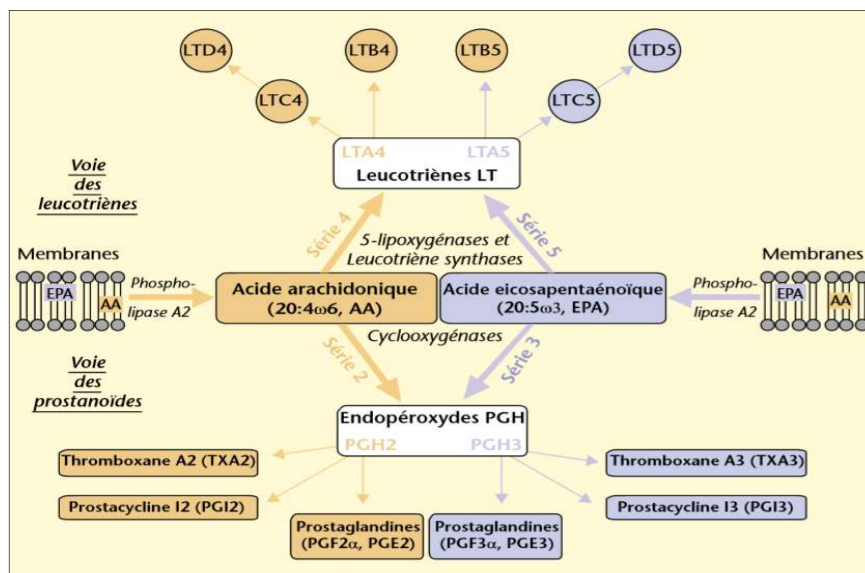 LTD4
LTB4
LTB5
LTD5
LTC4
LTC5
LTA4
LTA5
Leucotriènes LT
Voie
des
leucotriènes
Série 4
Série 5
5-lipoxygénases et
Leucotriène synthases
Membranes
EPA
AA
Phospho-
lipase A2
Acide arachidonique
(20:4ω6, AA)
Acide eicosapentaénoïque
(20:5ω3, EPA)
Phospho-
lipase A2
Membranes
EPA
AA
Cyclooxygénases
Série 2
Série 3
Voie
des
prostanoïdes
Endopéroxydes PGH
PGH2
PGH3
Thromboxane A2 (TXA2)
Thromboxane A3 (TXA3)
Prostacycline I2 (PGI2)
Prostacycline I3 (PGI3)
Prostaglandines
(PGF2α, PGE2)
Prostaglandines
(PGF3α, PGE3)